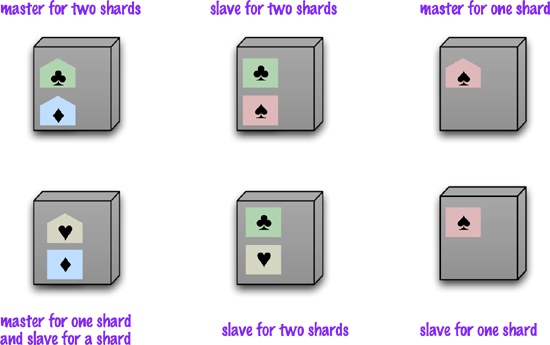 master for two shards
slave for two shards
master for one shard
master for one shard
and slave for a shard
slave for two shards
slave for one shard